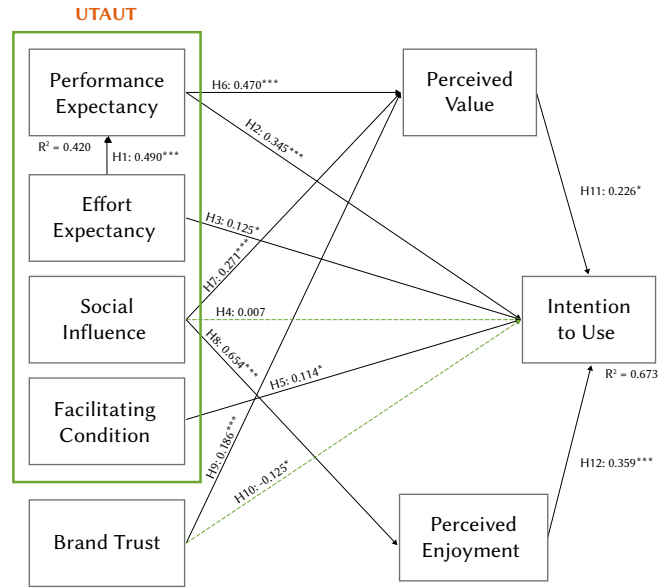 UTAUT
Performance
Expectancy
Perceived
Value
H6: 0.470***
H2: 0.345***
R² = 0.420
H1: 0.490***
H11: 0.226*
Effort
Expectancy
H3: 0.125*
H7: 0.271***
Social
Influence
H4: 0.007
Intention
to Use
H8: 0.654***
R² = 0.673
H5: 0.114*
Facilitating
Condition
H9: 0.186***
H10: -0.125*
H12: 0.359***
Brand Trust
Perceived
Enjoyment